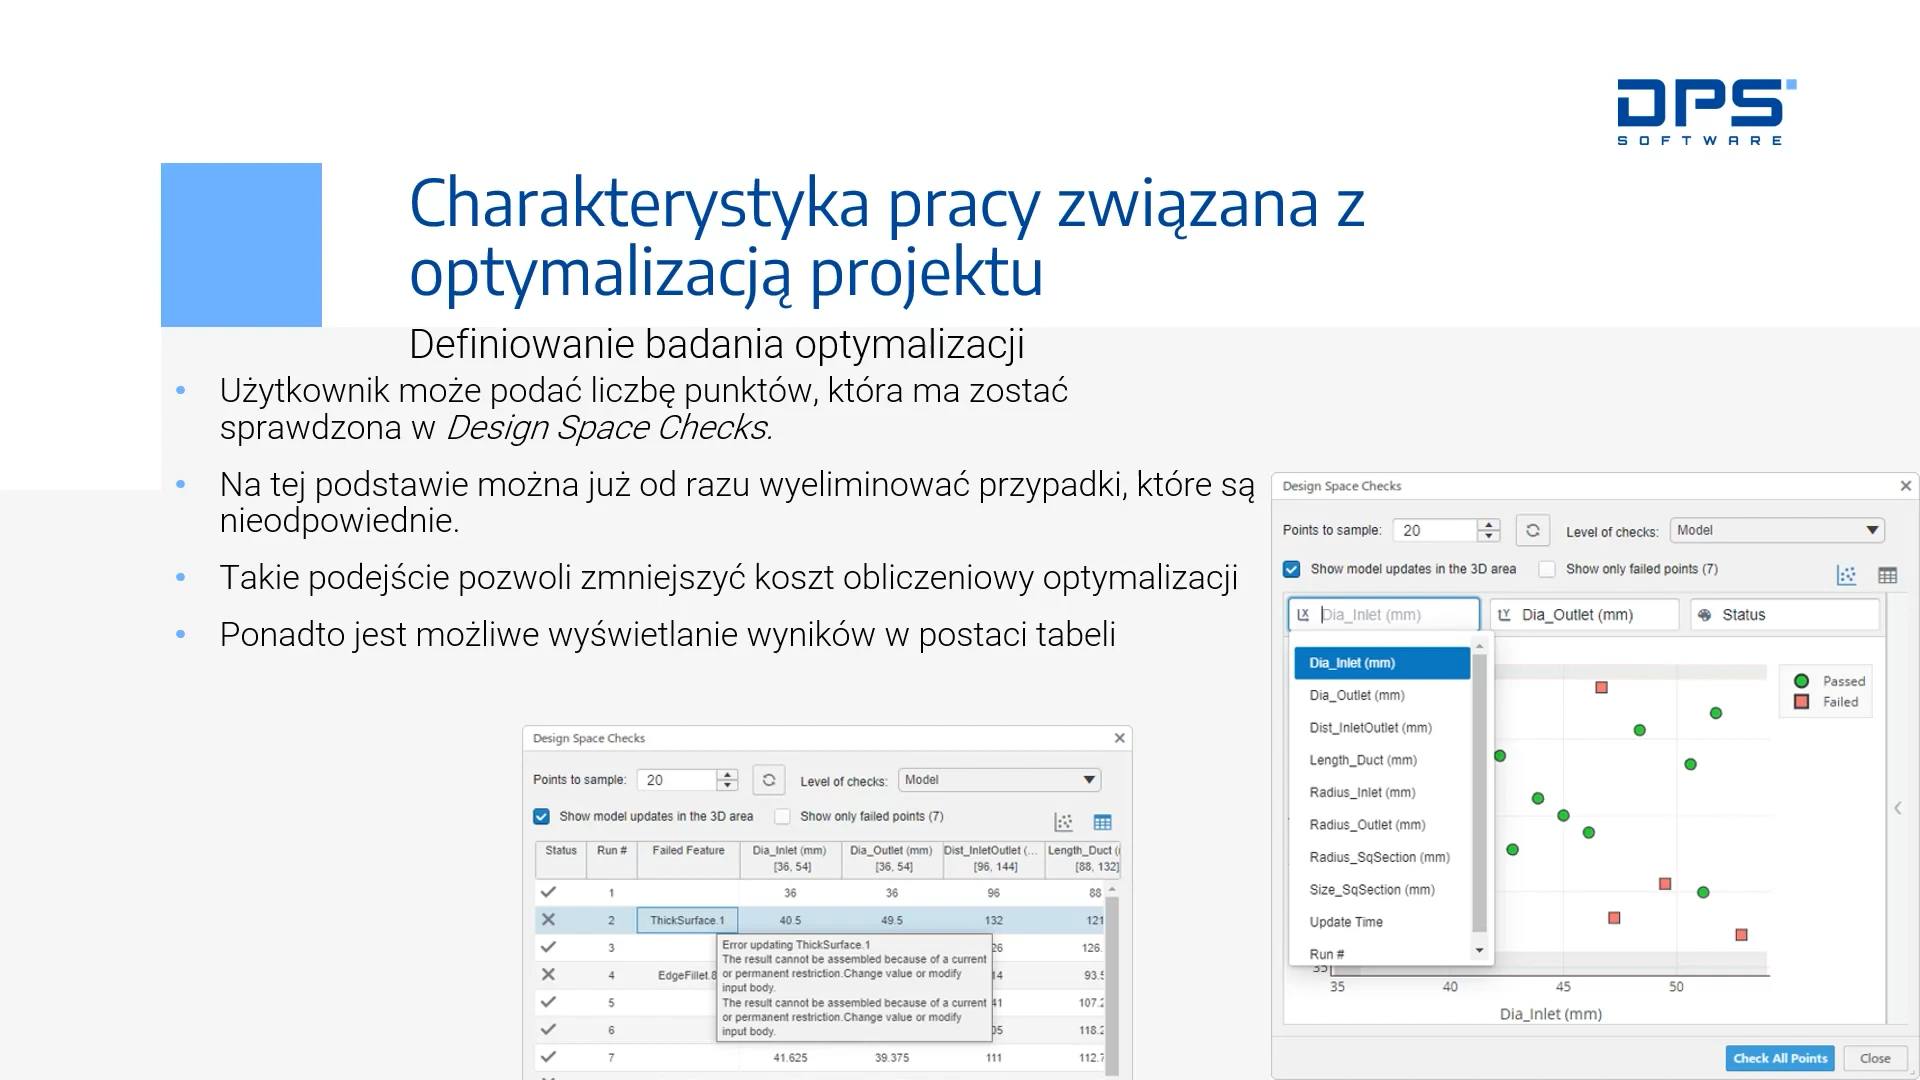 DPS
SOFTWARE
Charakterystyka pracy związana z
optymalizacją projektu
Definiowanie badania optymalizacji
• Użytkownik może podać liczbę punktów, która ma zostać
sprawdzona w Design Space Checks.
• Na tej podstawie można już od razu wyeliminować przypadki, które są
nieodpowiednie.
• Takie podejście pozwoli zmniejszyć koszt obliczeniowy optymalizacji
• Ponadto jest możliwe wyświetlanie wyników w postaci tabeli
Design Space Checks
Points to sample: 20 Level of checks: Model
Show model updates in the 3D area Show only failed points (7)
Status Run # Failed Feature Dia_Inlet (mm) Dia_Outlet (mm) Dist_InletOutlet (... Length_Duct (
[36, 54] [36, 54] [96, 144] [88, 132]
1 36 36 96 88
2 ThickSurface.1 40.5 49.5 132 121
3 26 126.
4 EdgeFillet.8 14 93.5
5 41 107.2
6 05 118.2
7 41.625 39.375 111 112.7
Error updating ThickSurface.1
The result cannot be assembled because of a current
or permanent restriction.Change value or modify
input body.
The result cannot be assembled because of a current
or permanent restriction.Change value or modify
input body.
Design Space Checks
Points to sample: 20 Level of checks: Model
Show model updates in the 3D area Show only failed points (7)
Dia_Inlet (mm) Dia_Outlet (mm) Status
Dia_Inlet (mm)
Dia_Outlet (mm)
Dist_InletOutlet (mm)
Length_Duct (mm)
Radius_Inlet (mm)
Radius_Outlet (mm)
Radius_SqSection (mm)
Size_SqSection (mm)
Update Time
Run #
Passed
Failed
35
35 40 45 50
Dia_Inlet (mm)
Check All Points Close